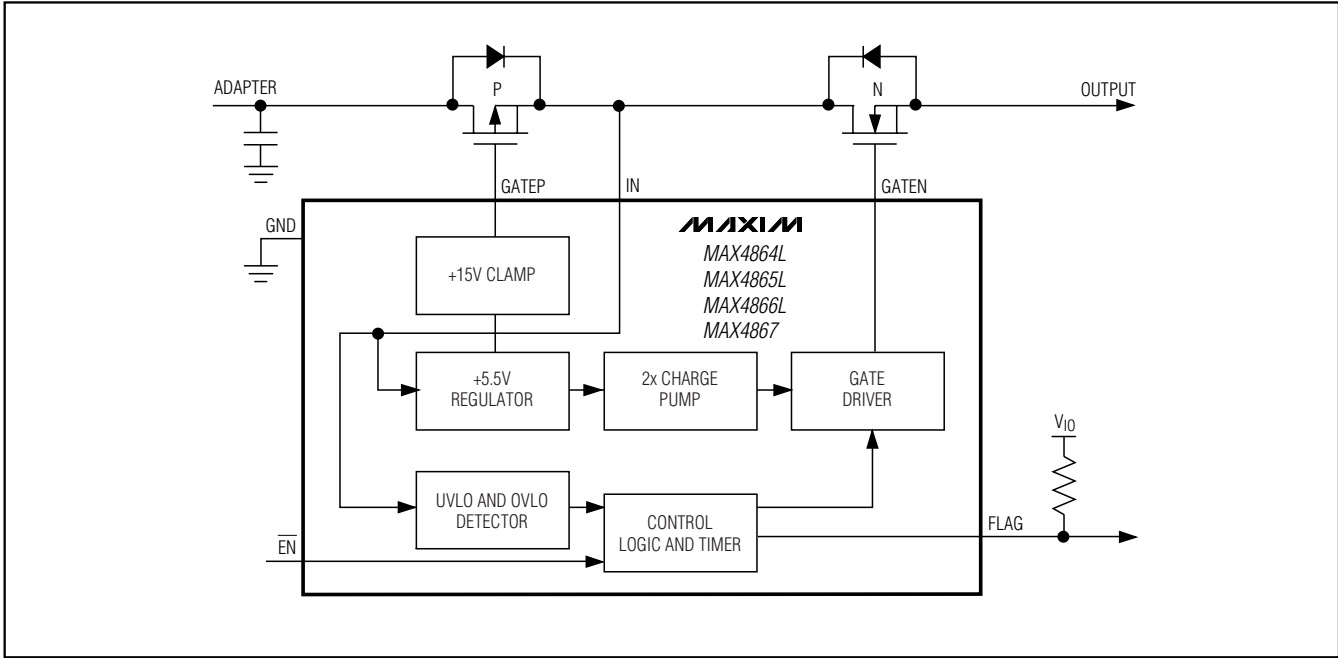 ADAPTER
P
N
OUTPUT
GATEP
IN
GATEN
GND
MAXIM
MAX4864L
MAX4865L
MAX4866L
MAX4867
+15V CLAMP
+5.5V
REGULATOR
2x CHARGE
PUMP
GATE
DRIVER
VIO
UVLO AND OVLO
DETECTOR
CONTROL
LOGIC AND TIMER
FLAG
EN